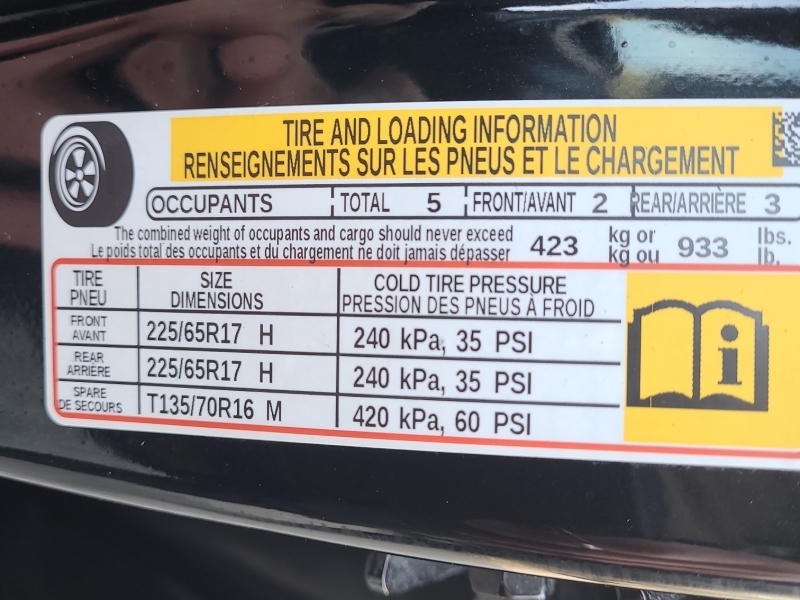 TIRE AND LOADING INFORMATION
RENSEIGNEMENTS SUR LES PNEUS ET LE CHARGEMENT
OCCUPANTS TOTAL 5 FRONT/AVANT 2 REAR/ARRIÈRE 3
The combined weight of occupants and cargo should never exceed 423 kg or 933 lbs.
Le poids total des occupants et du chargement ne doit jamais dépasser kg ou lb.
TIRE SIZE COLD TIRE PRESSURE
PNEU DIMENSIONS PRESSION DES PNEUS À FROID
FRONT
AVANT 225/65R17 H 240 kPa, 35 PSI
REAR
ARRIÈRE 225/65R17 H 240 kPa, 35 PSI
SPARE
DE SECOURS T135/70R16 M 420 kPa, 60 PSI
i